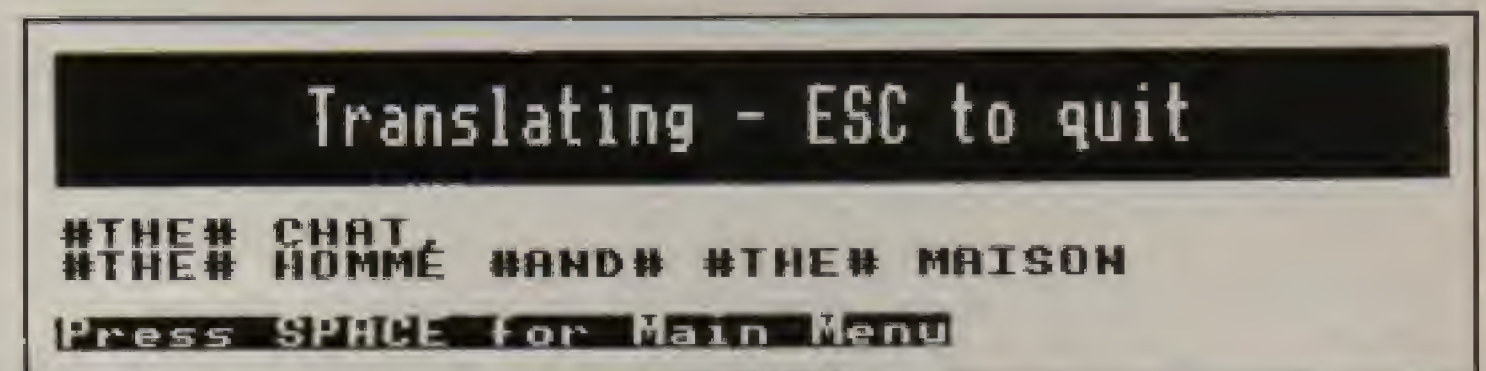 Translating - ESC to quit
#THE# CHAT
#THE# HOMMÉ #AND# #THE# MAISON
Press SPACE for Main Menu